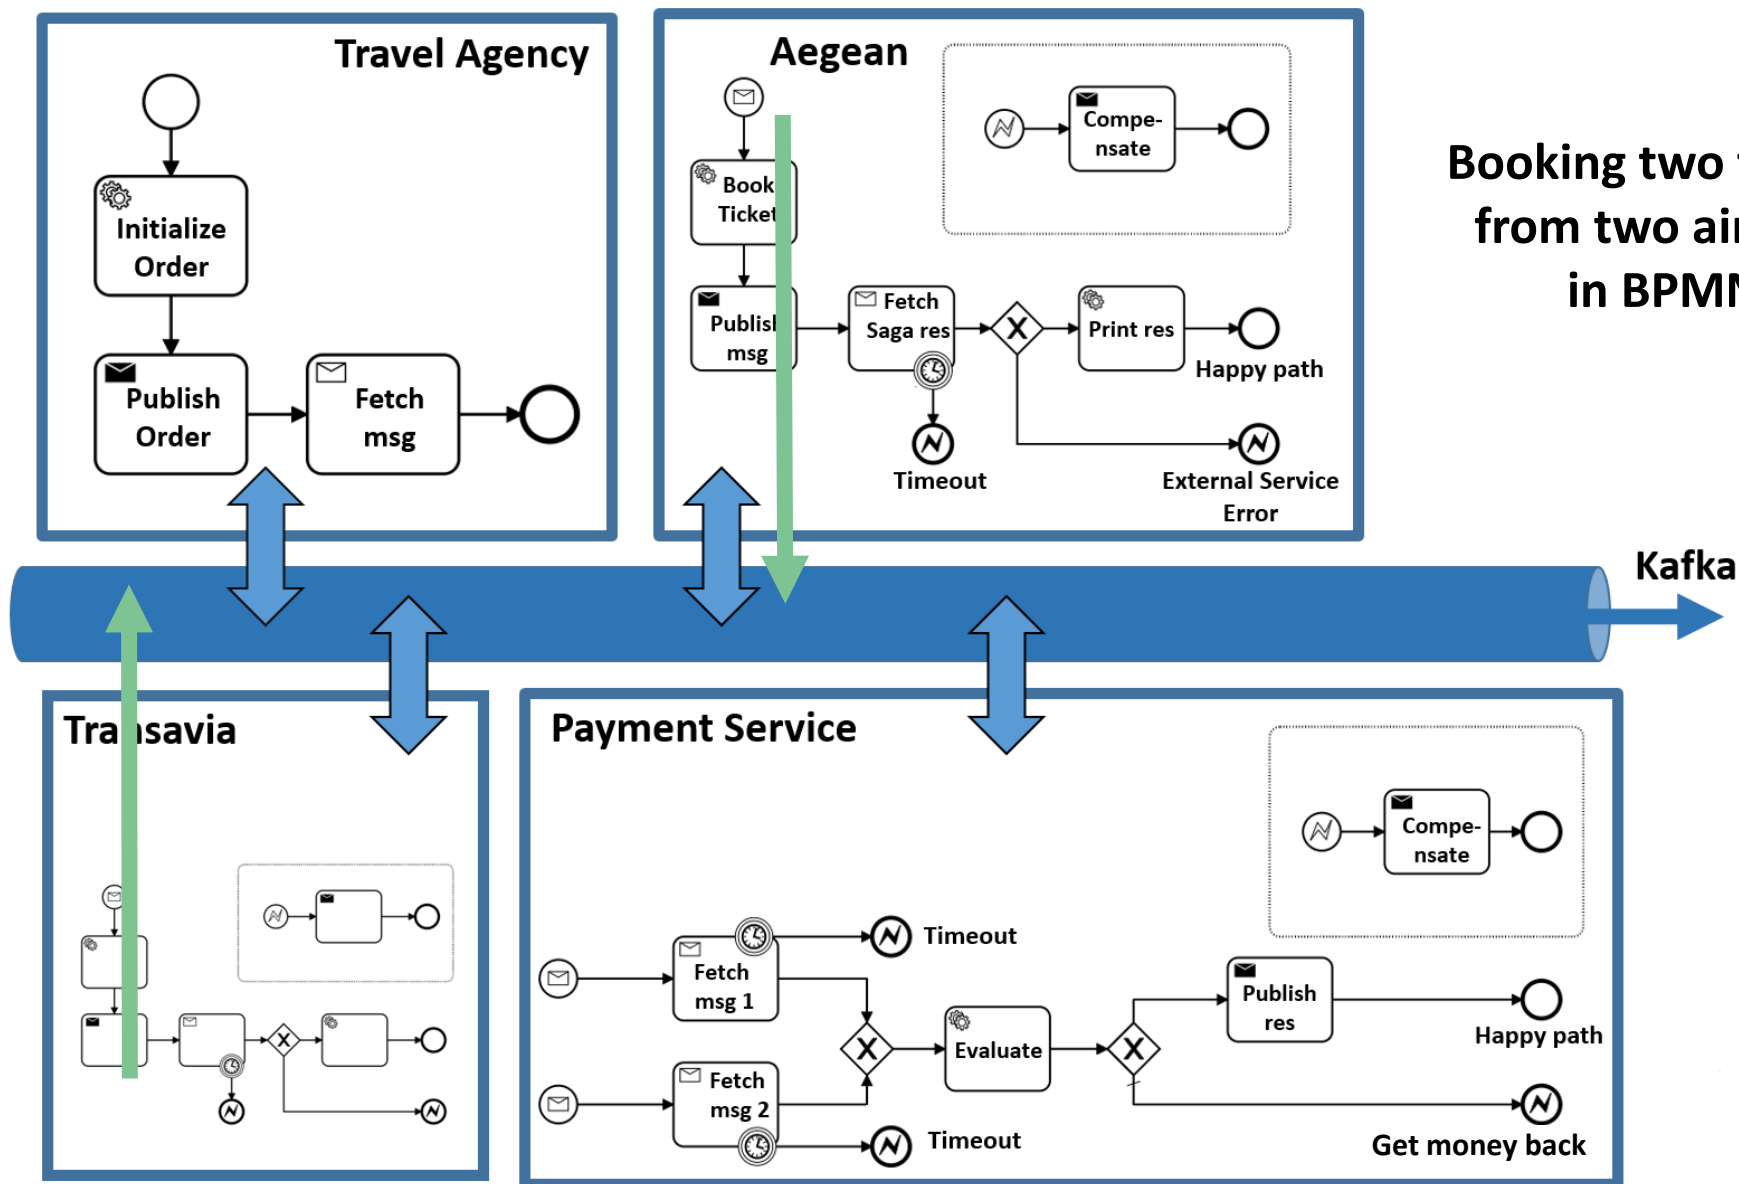 Travel Agency
Initialize
Order
Publish
Order
Fetch
msg
Aegean
Book
Ticket
Publish
msg
Fetch
Saga res
X
Print res
Happy path
Timeout
External Service
Error
Compe-
nsate
Booking two
from two
in BPMN
Kafka
Transavia
X
Payment Service
Fetch
msg 1
Timeout
Fetch
msg 2
Timeout
X
Evaluate
X
Publish
res
Happy path
Get money back
Compe-
nsate